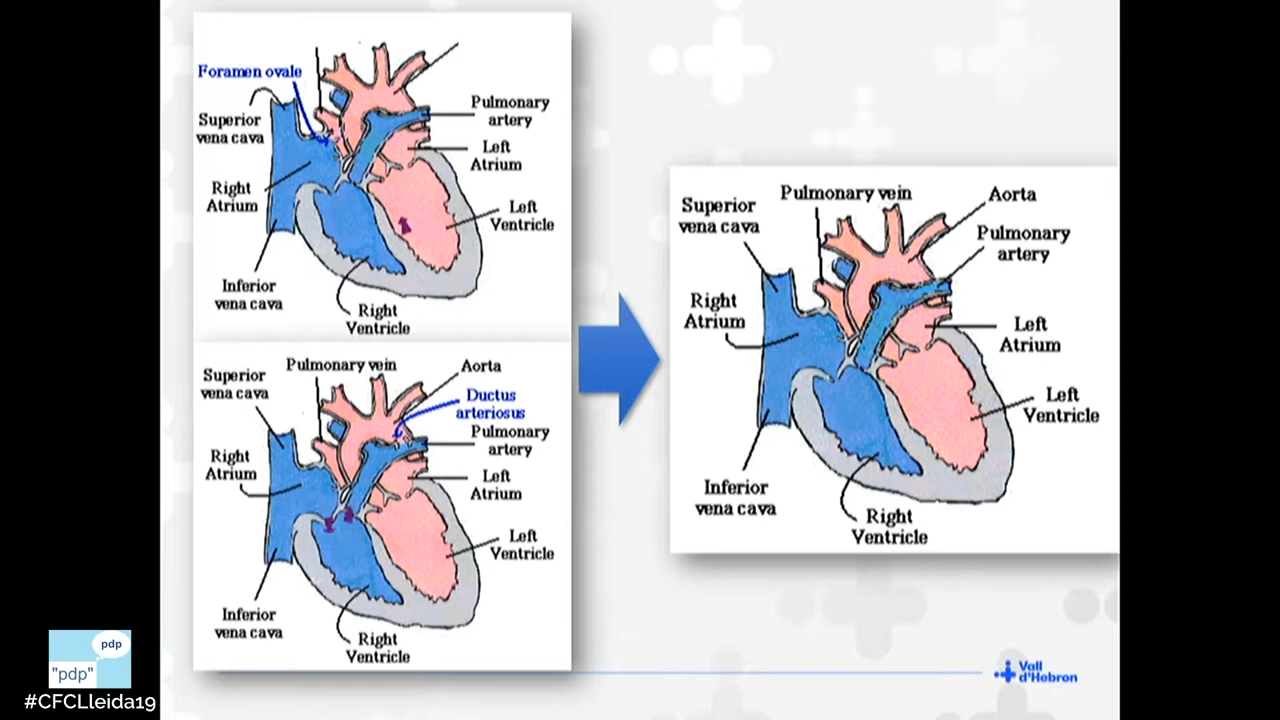 Foramen ovale
Superior
vena cava
Right
Atrium
Inferior
vena cava
Right
Ventricle
Pulmonary
artery
Left
Atrium
Left
Ventricle
Pulmonary vein
Aorta
Superior
vena cava
Ductus
arteriosus
Pulmonary
artery
Right
Atrium
Left
Atrium
Left
Ventricle
Inferior
vena cava
Right
Ventricle
Pulmonary vein
Aorta
Superior
vena cava
Pulmonary
artery
Right
Atrium
Left
Atrium
Left
Ventricle
Inferior
vena cava
Right
Ventricle
pdp
"pdp"
#CFCLleida19
Vall
d'Hebron